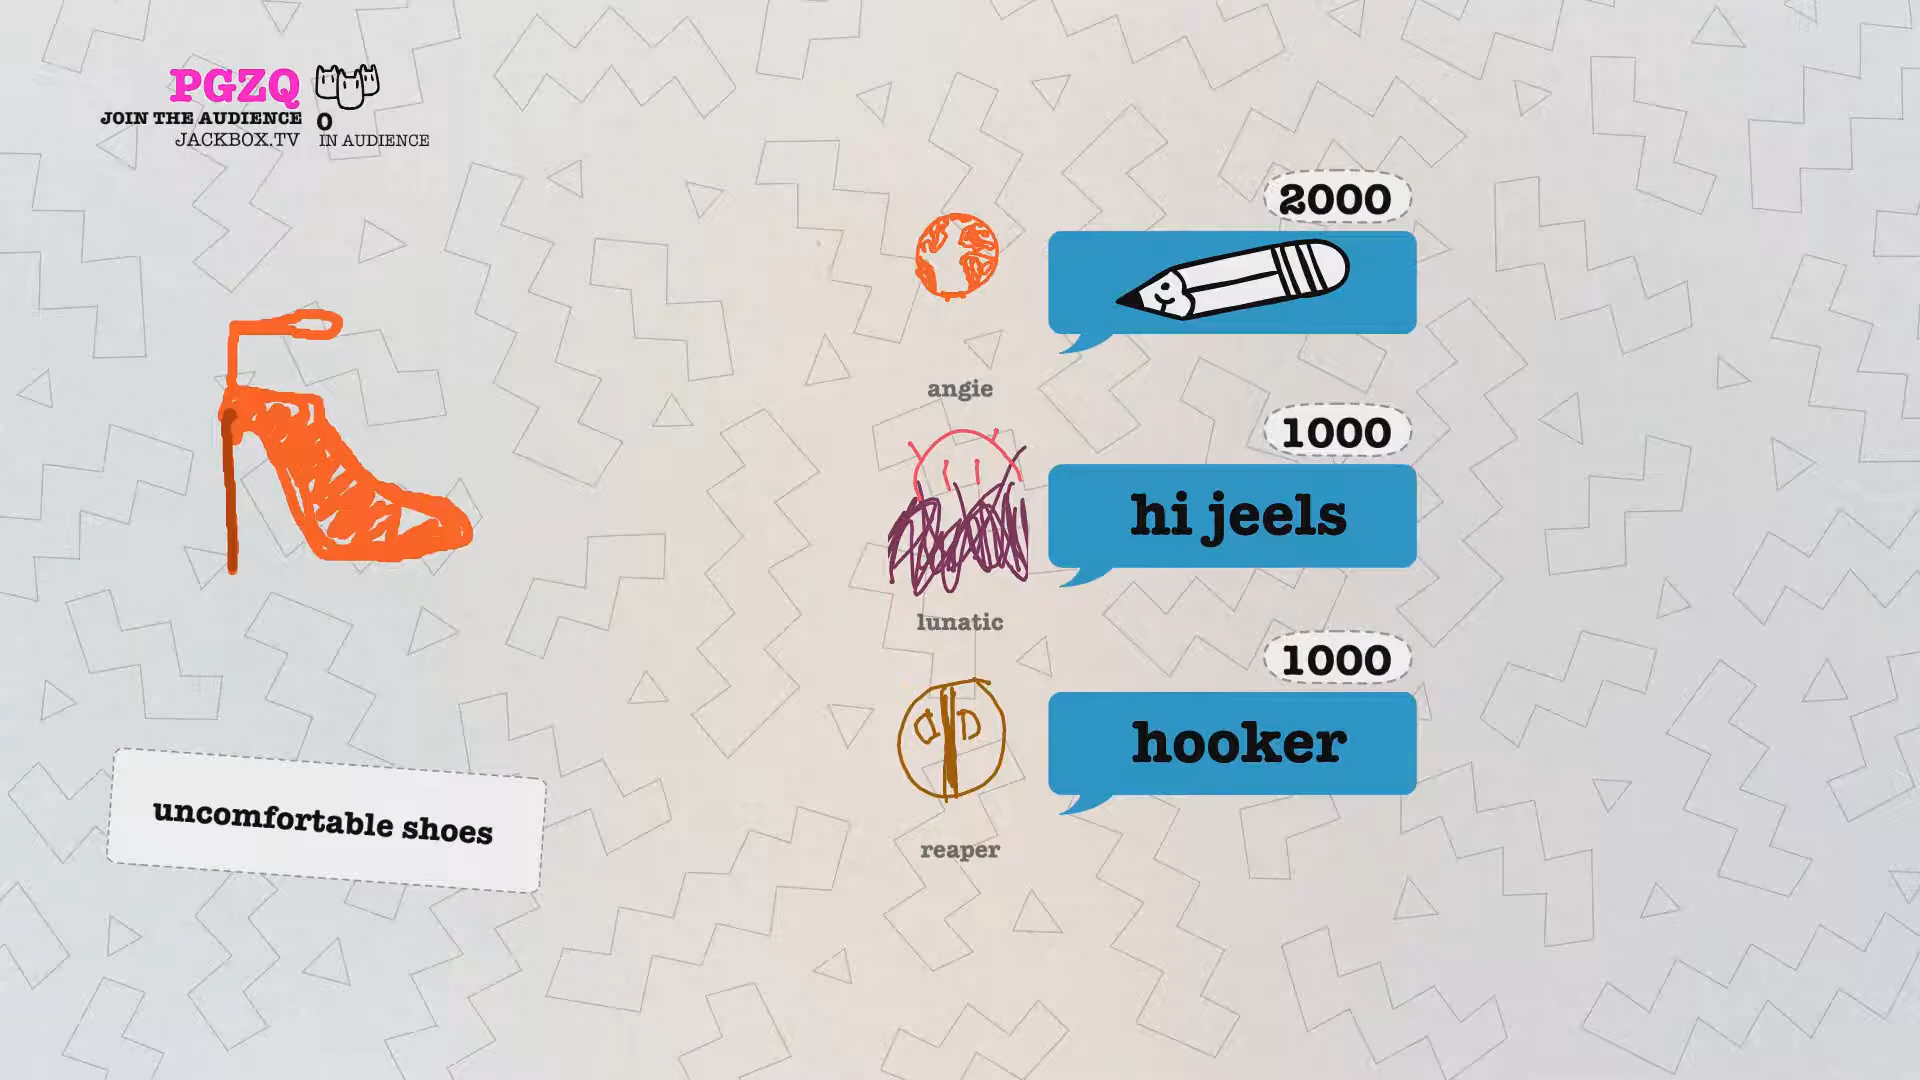 PGZQ
JOIN THE AUDIENCE
JACKBOX.TV
0
IN AUDIENCE
2000
angie
1000
hi jeels
lunatic
1000
hooker
reaper
uncomfortable shoes